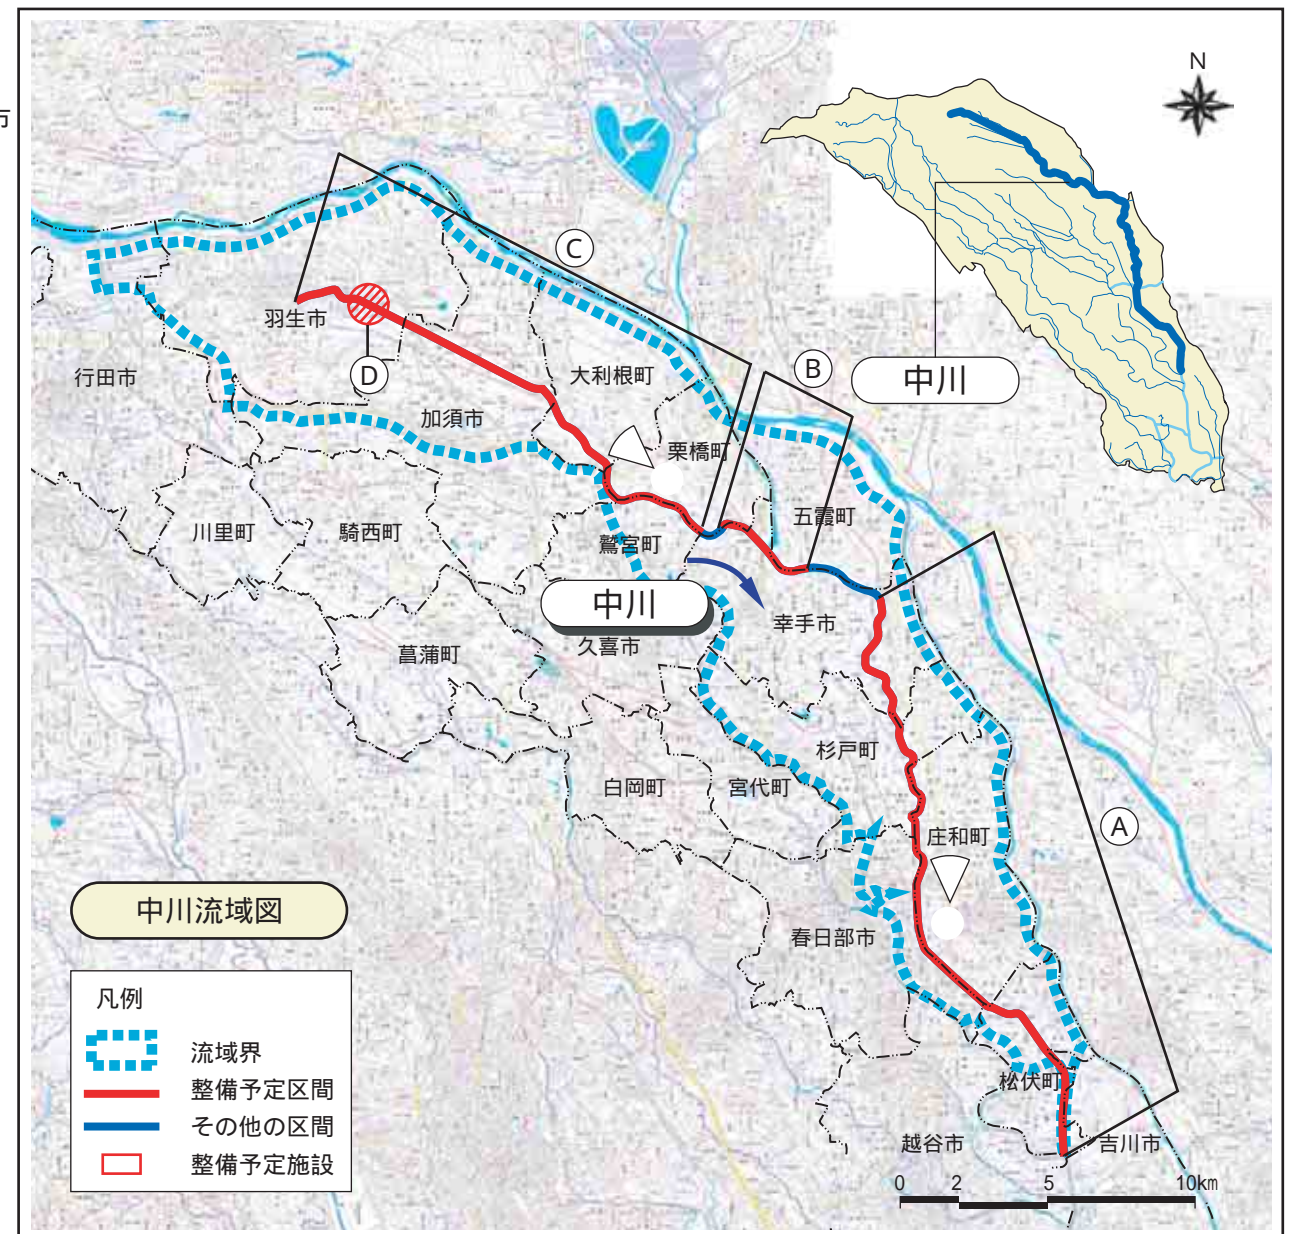 市
N
C
羽生市
D
行田市
大利根町
B
中川
加須市
栗橋町
川里町
騎西町
五霞町
鷲宮町
中川
幸手市
久喜市
菖蒲町
杉戸町
白岡町
宮代町
庄和町
A
中川流域図
春日部市
凡例
流域界
整備予定区間
その他の区間
整備予定施設
松伏町
越谷市
吉川市
0 2 5 10km